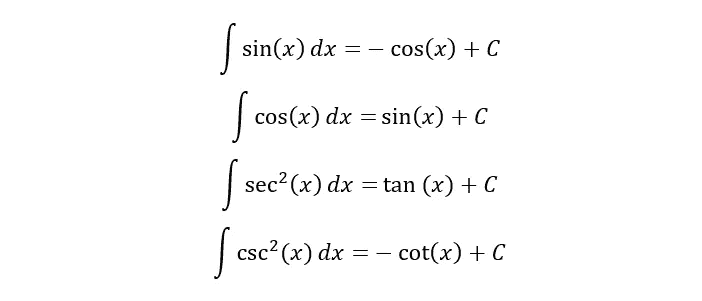 ∫ sin(x) dx = − cos(x) + C
∫ cos(x) dx = sin(x) + C
∫ sec²(x) dx = tan (x) + C
∫ csc²(x) dx = − cot(x) + C